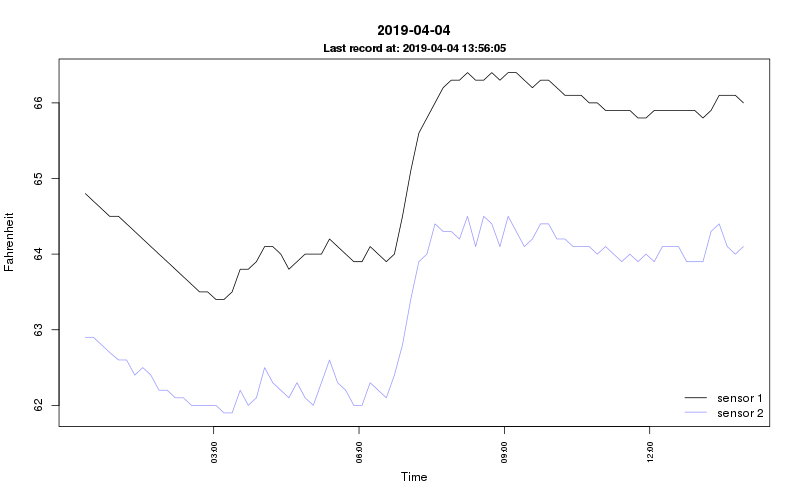 2019-04-04
Last record at: 2019-04-04 13:56:05
Fahrenheit
66
65
64
63
62
sensor 1
sensor 2
03:00
06:00
09:00
12:00
Time